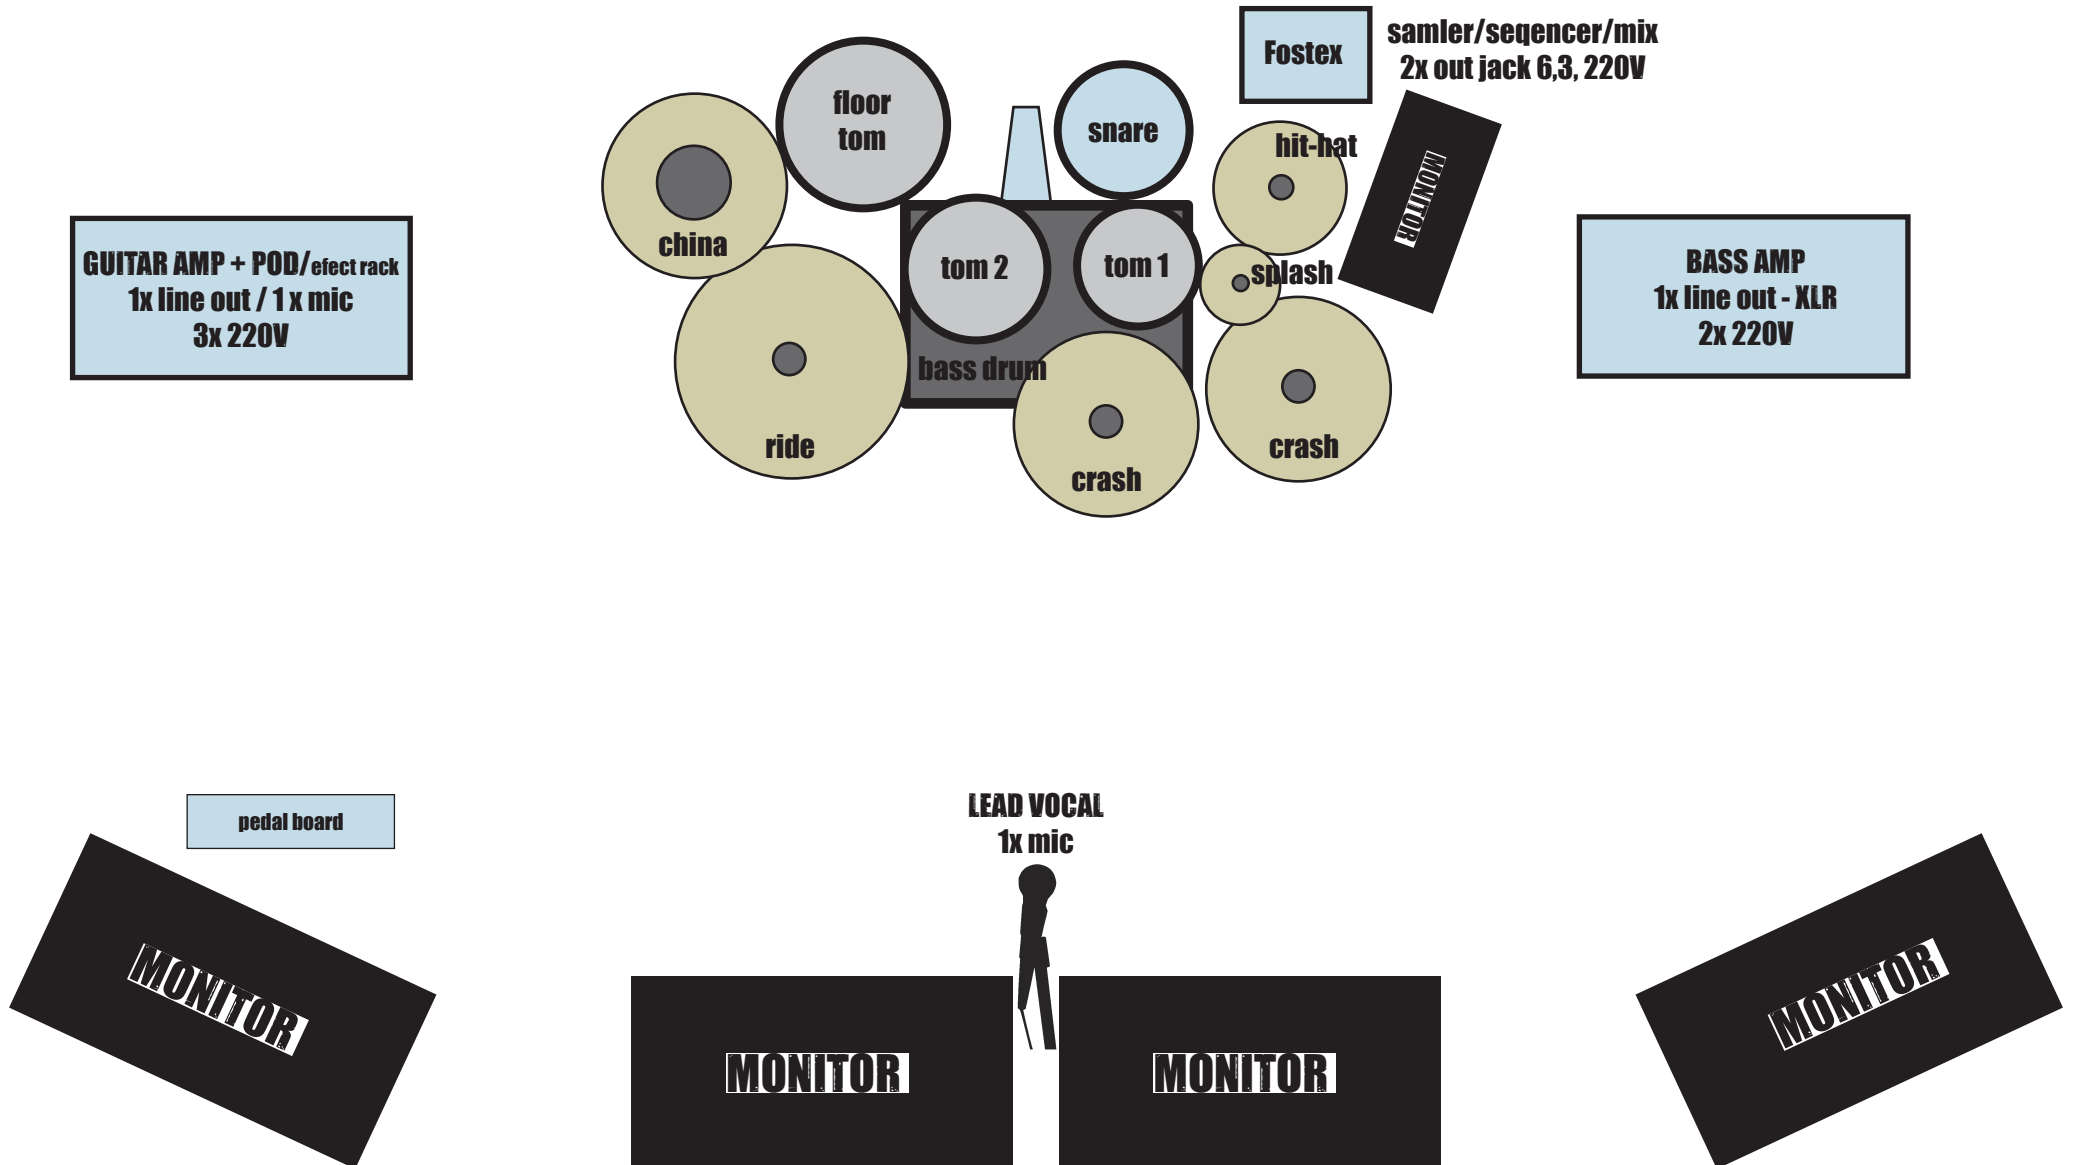 Fostex
samler/seqencer/mix
2x out jack 6,3, 220V
floor
tom
snare
hit-hat
MONITOR
china
tom 2
tom 1
splash
GUITAR AMP + POD/efect rack
1x line out / 1 x mic
3x 220V
BASS AMP
1x line out - XLR
2x 220V
bass drum
ride
crash
crash
pedal board
LEAD VOCAL
1x mic
MONITOR
MONITOR
MONITOR
MONITOR